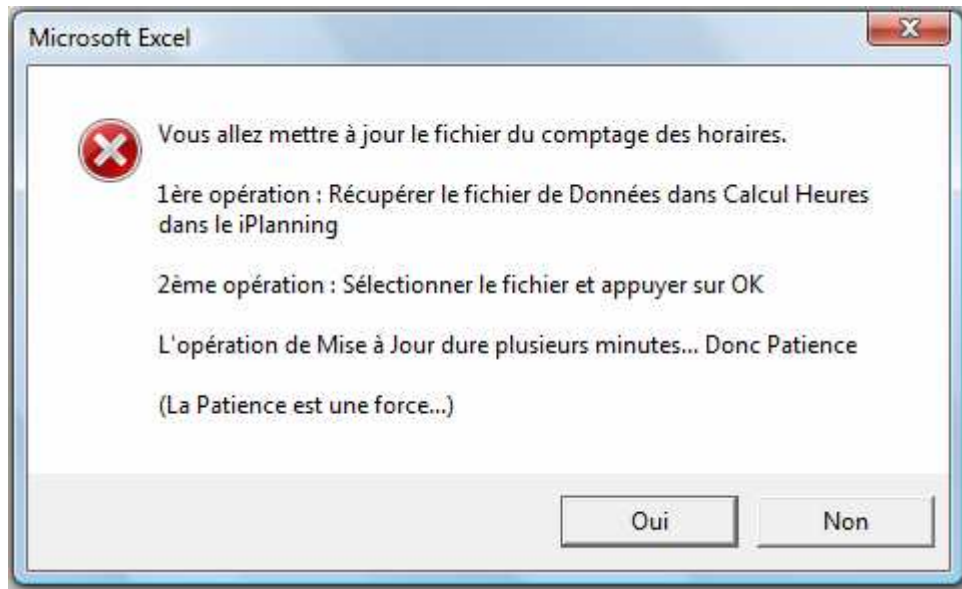 Microsoft Excel
Vous allez mettre à jour le fichier du comptage des horaires.
1ère opération : Récupérer le fichier de Données dans Calcul Heures
dans le iPlanning
2ème opération : Sélectionner le fichier et appuyer sur OK
L'opération de Mise à Jour dure plusieurs minutes... Donc Patience
(La Patience est une force...)
Oui Non